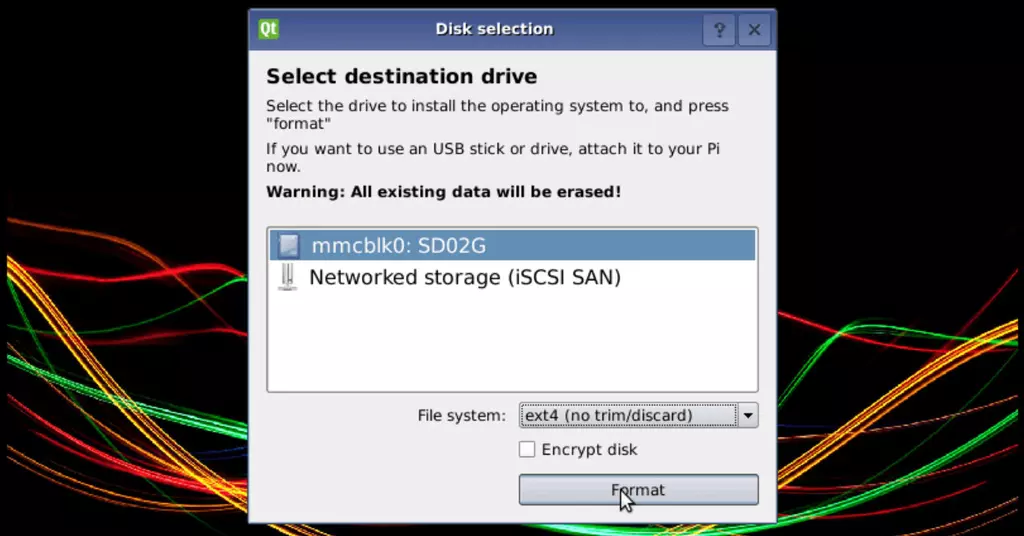 Qt
Disk selection
?
Select destination drive
Select the drive to install the operating system to, and press
"format"
If you want to use an USB stick or drive, attach it to your Pi
now.
Warning: All existing data will be erased!
mmcblk0: SD02G
Networked storage (iSCSI SAN)
File system: ext4 (no trim/discard)
Encrypt disk
Format